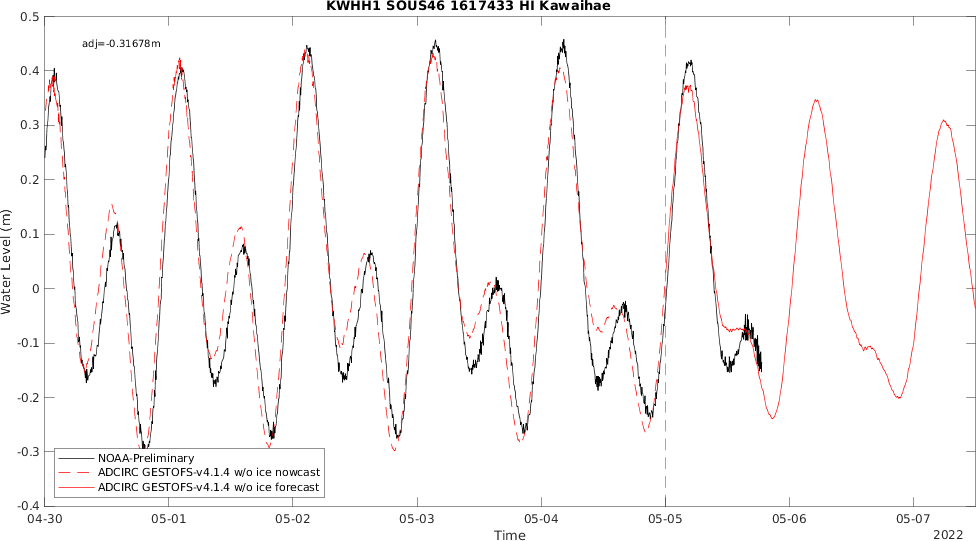 KWHH1 SOUS46 1617433 HI Kawaihae
adj=-0.31678m
0.5
0.4
0.3
0.2
0.1
0
-0.1
-0.2
-0.3
-0.4
Water Level (m)
NOAA-Preliminary
ADCIRC GESTOFS-v4.1.4 w/o ice nowcast
ADCIRC GESTOFS-v4.1.4 w/o ice forecast
04-30 05-01 05-02 05-03 05-04 05-05 05-06 05-07
Time
2022